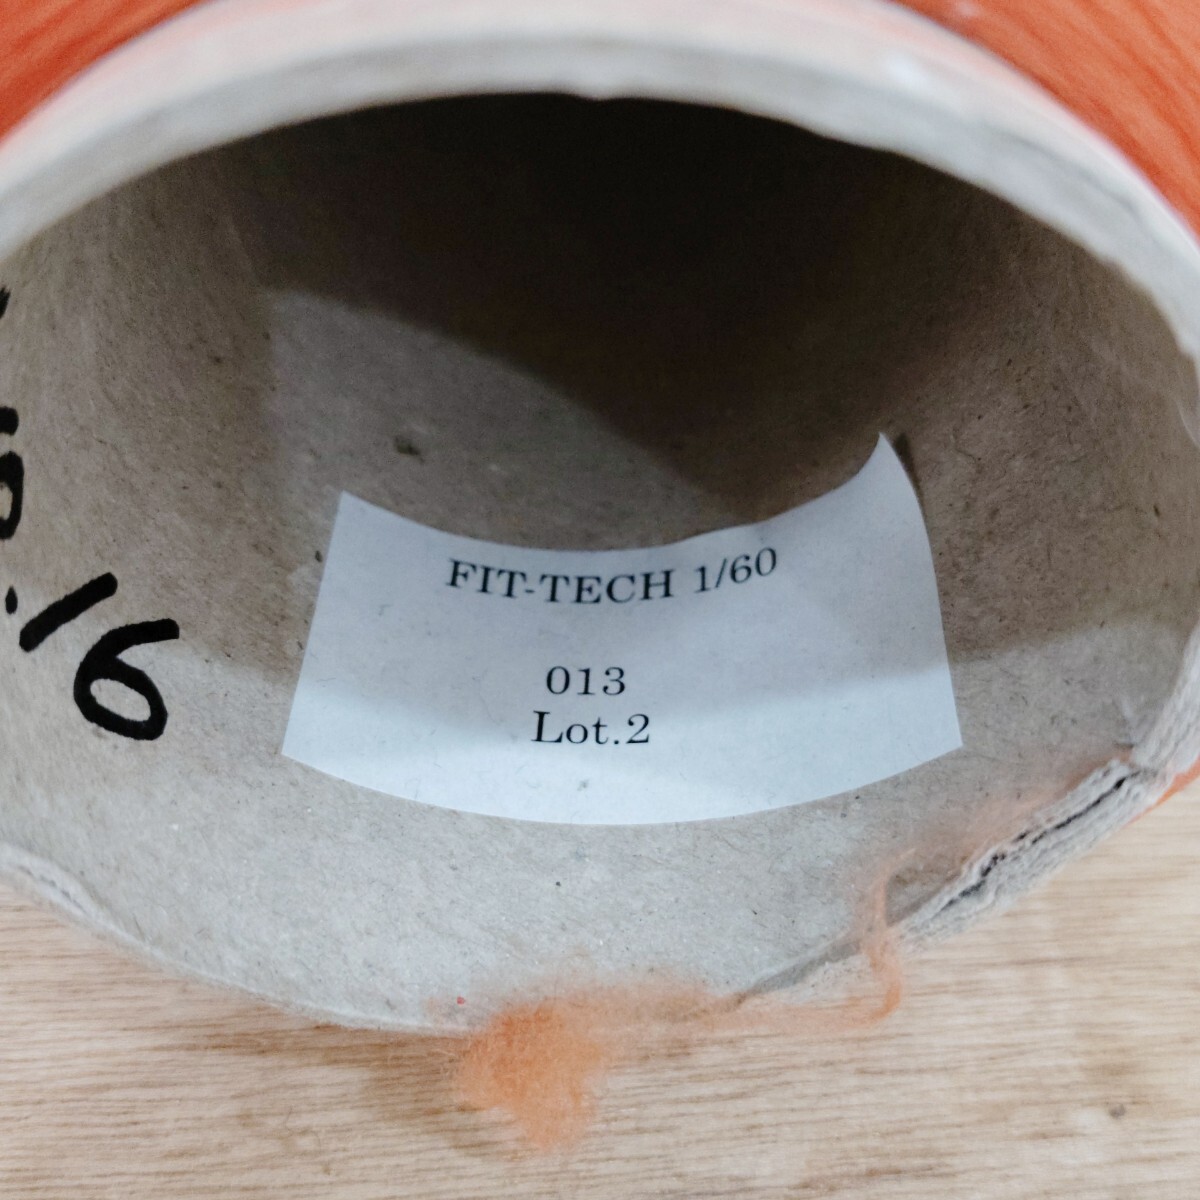 FIT-TECH 1/60
013
Lot.2
.16